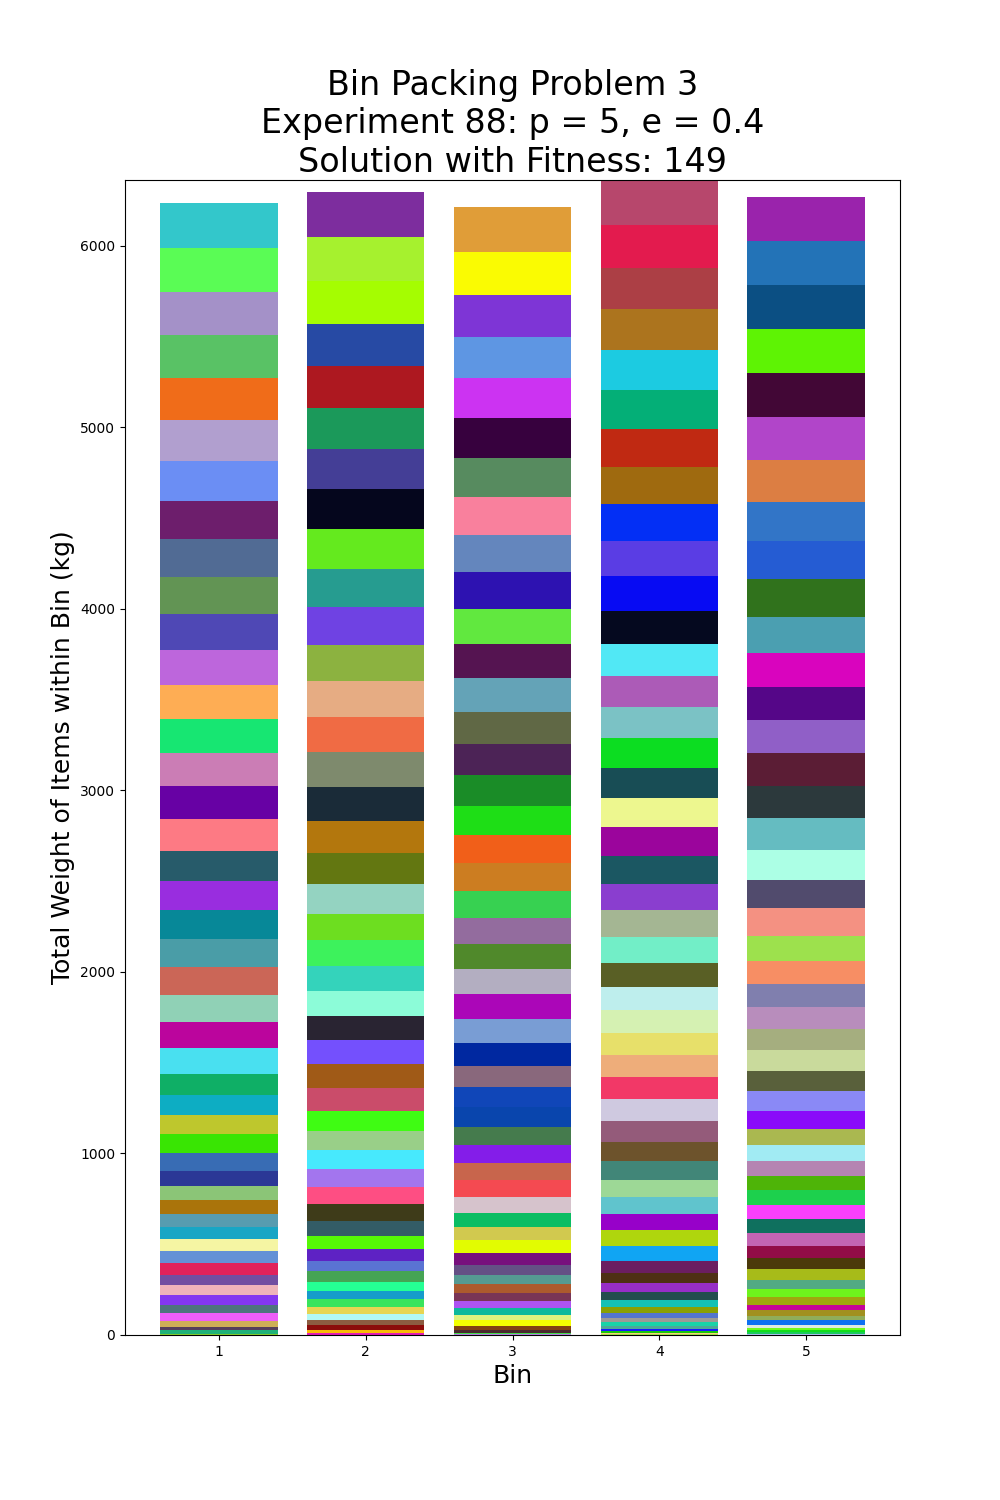 Bin Packing Problem 3
Experiment 88: p = 5, e = 0.4
Solution with Fitness: 149
Total Weight of Items within Bin (kg)
6000
5000
4000
3000
2000
1000
0
1 2 3 4 5
Bin